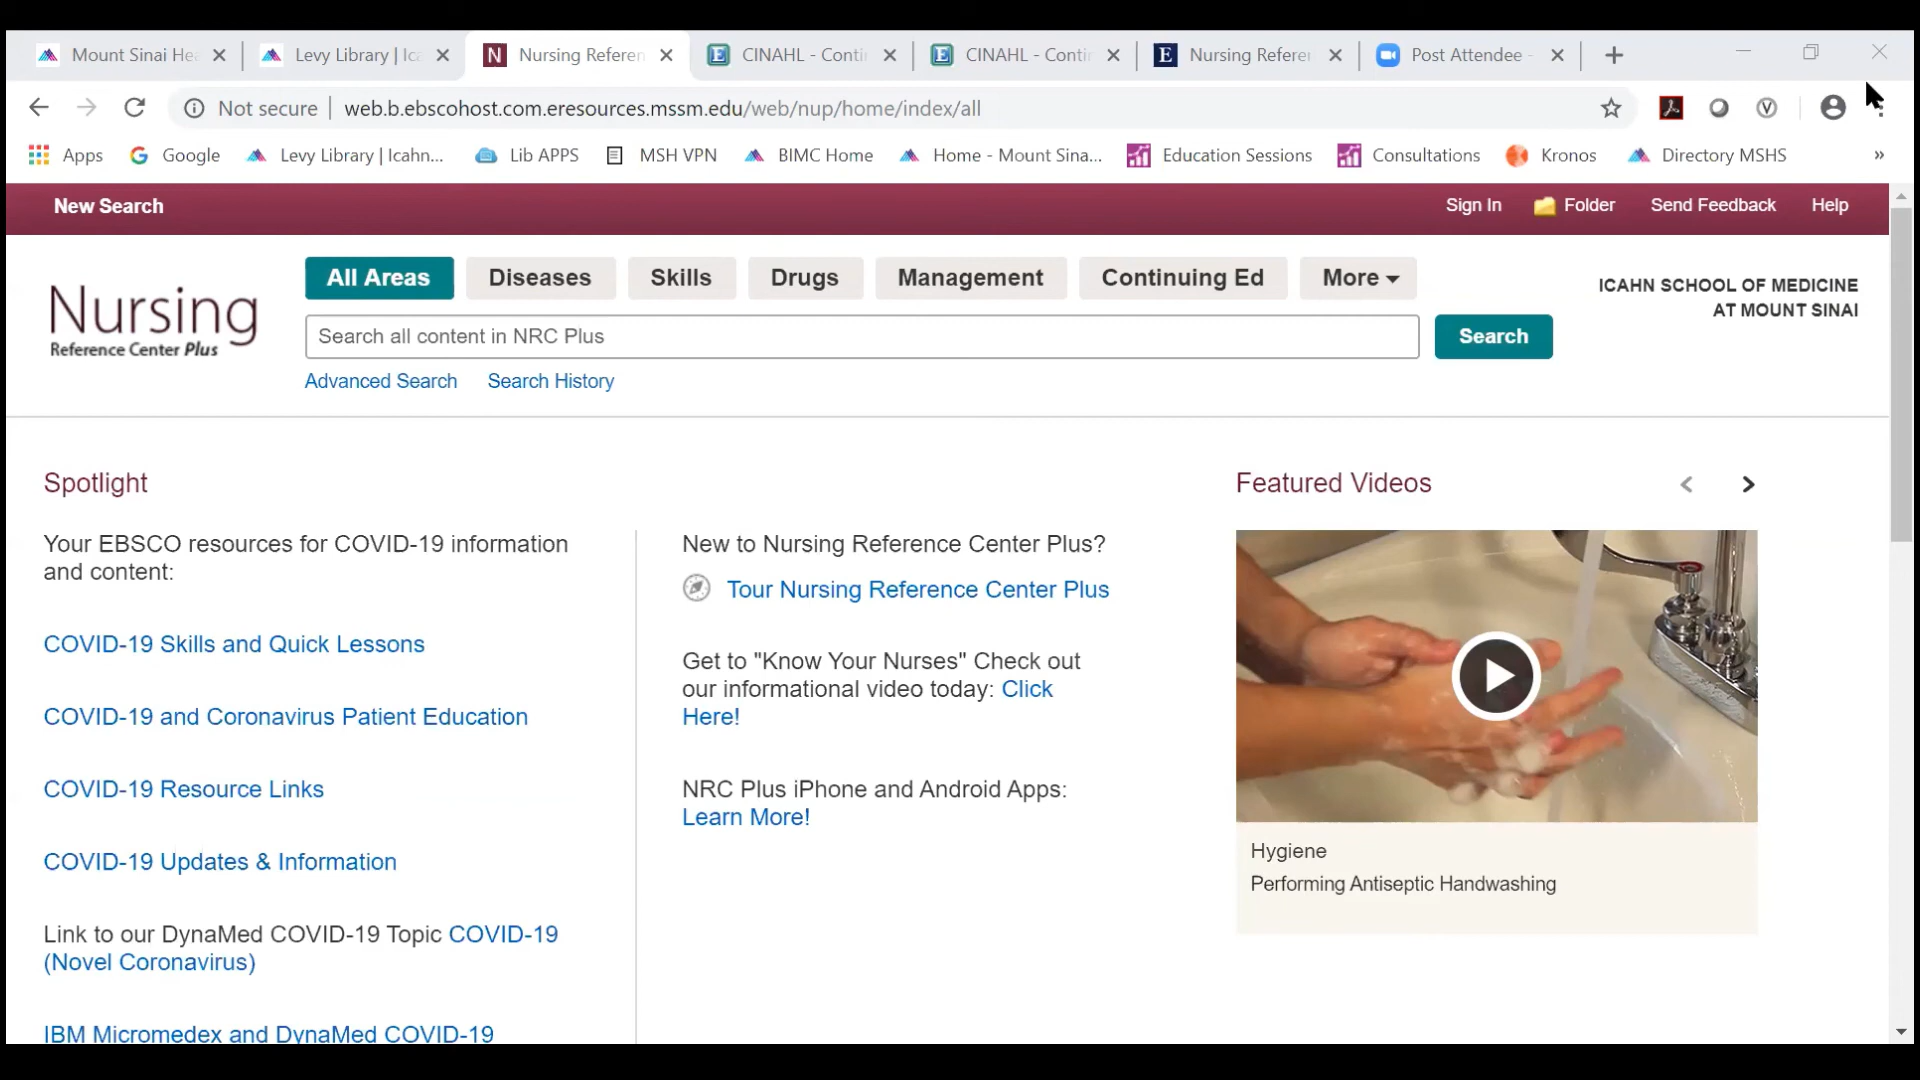 Mount Sinai Hea
Levy Library | Ica
Nursing Referen
CINAHL - Contin
CINAHL - Contin
Nursing Referen
Post Attendee -
Not secure
web.b.ebscohost.com.eresources.mssm.edu/web/nup/home/index/all
Apps
Google
Levy Library | Icahn...
Lib APPS
MSH VPN
BIMC Home
Home - Mount Sina...
Education Sessions
Consultations
Kronos
Directory MSHS
»
New Search
Sign In
Folder
Send Feedback
Help
Nursing
Reference Center Plus
All Areas
Diseases
Skills
Drugs
Management
Continuing Ed
More
Search all content in NRC Plus
Search
Advanced Search
Search History
ICAHN SCHOOL OF MEDICINE
AT MOUNT SINAI
Spotlight
Your EBSCO resources for COVID-19 information
and content:
COVID-19 Skills and Quick Lessons
COVID-19 and Coronavirus Patient Education
COVID-19 Resource Links
COVID-19 Updates & Information
Link to our DynaMed COVID-19 Topic COVID-19
(Novel Coronavirus)
IBM Micromedex and DynaMed COVID-19
New to Nursing Reference Center Plus?
Tour Nursing Reference Center Plus
Get to "Know Your Nurses" Check out
our informational video today: Click
Here!
NRC Plus iPhone and Android Apps:
Learn More!
Featured Videos
Hygiene
Performing Antiseptic Handwashing